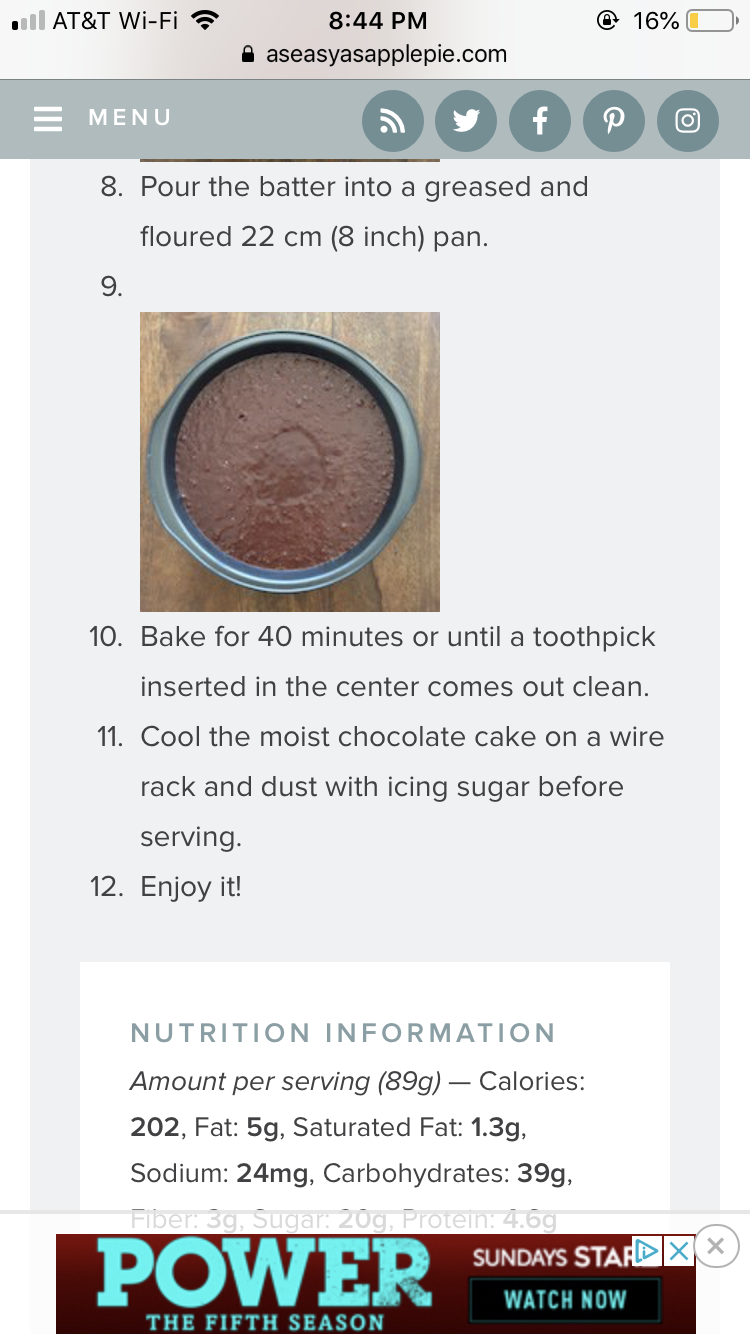 AT&T Wi-Fi 8:44 PM 16%
aseasyasapplepie.com
MENU
8. Pour the batter into a greased and
floured 22 cm (8 inch) pan.
9.
10. Bake for 40 minutes or until a toothpick
inserted in the center comes out clean.
11. Cool the moist chocolate cake on a wire
rack and dust with icing sugar before
serving.
12. Enjoy it!
NUTRITION INFORMATION
Amount per serving (89g) — Calories:
202, Fat: 5g, Saturated Fat: 1.3g,
Sodium: 24mg, Carbohydrates: 39g,
Fiber: 3g, Sugar: 20g, Protein: 4.6g
POWER
THE FIFTH SEASON
SUNDAYS
WATCH NOW